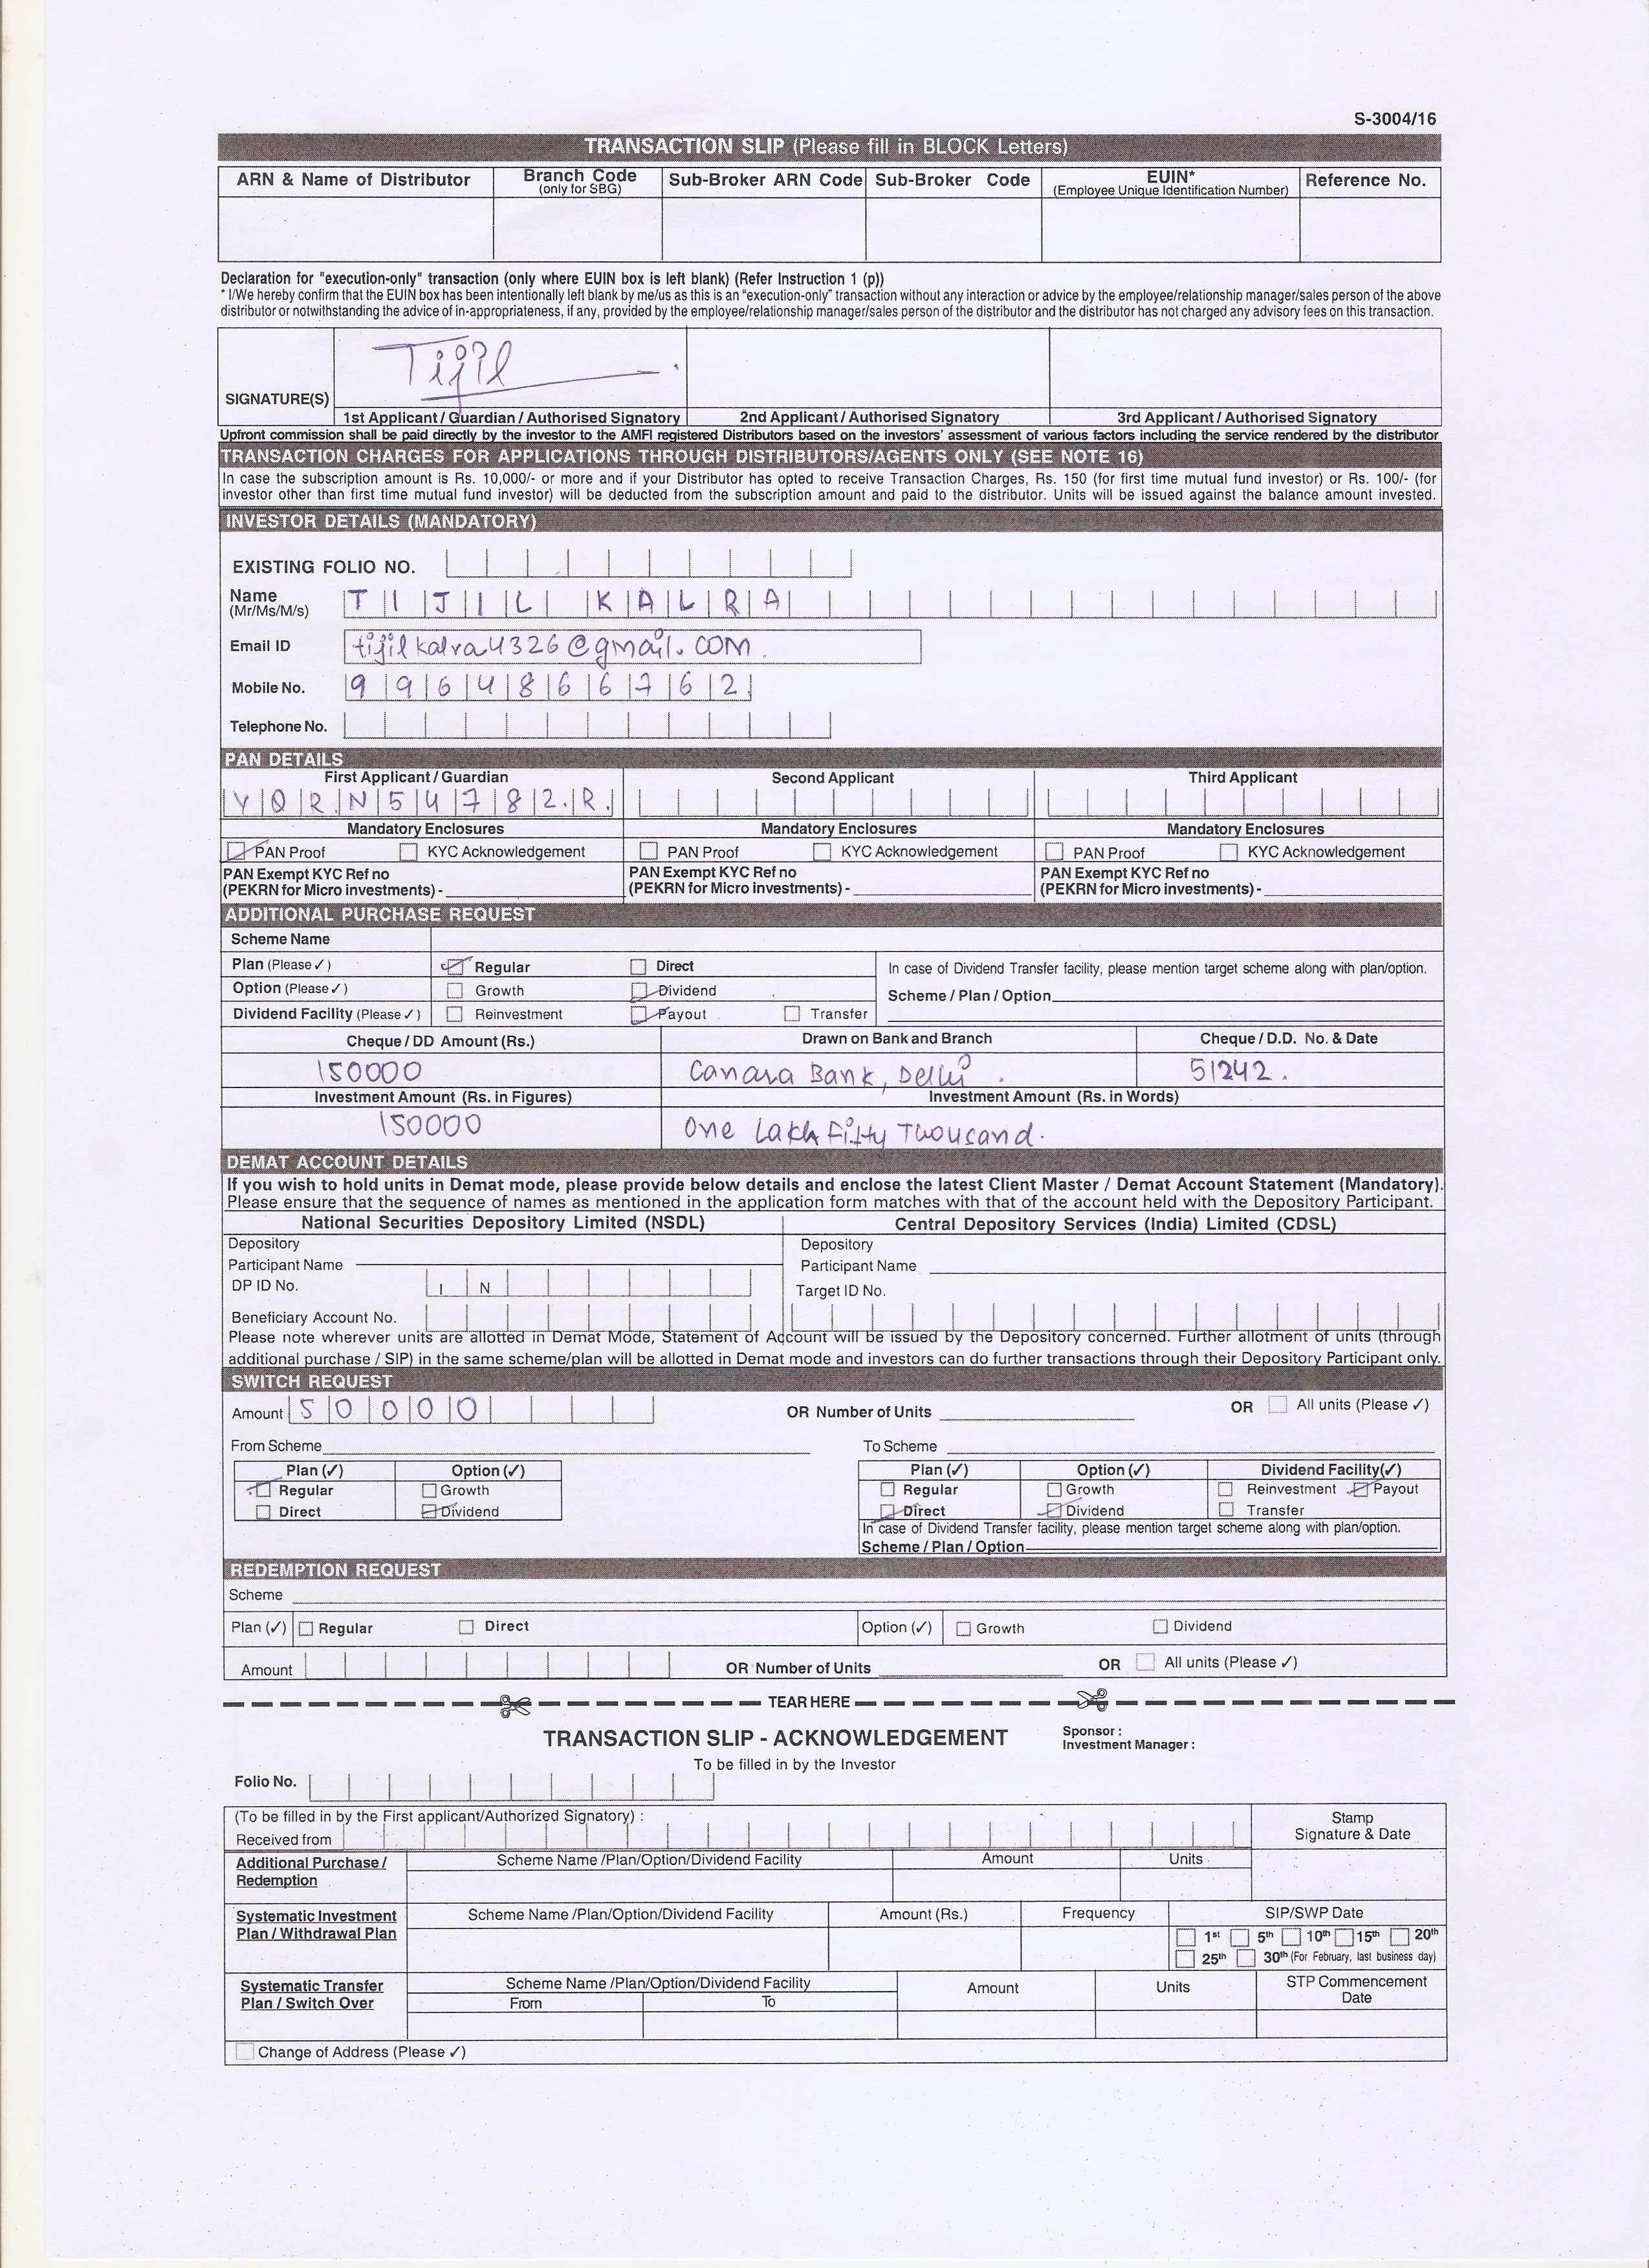 S-3004/16
TRANSACTION SLIP (Please fill in BLOCK Letters)
ARN & Name of Distributor Branch Code (only for SBG) Sub-Broker ARN Code Sub-Broker Code EUIN* (Employee Unique Identification Number) Reference No.
Declaration for "execution-only" transaction (only where EUIN box is left blank) (Refer Instruction 1 (p))
* I/We hereby confirm that the EUIN box has been intentionally left blank by me/us as this is an "execution-only" transaction without any interaction or advice by the employee/relationship manager/sales person of the above
distributor or notwithstanding the advice of in-appropriateness, if any, provided by the employee/relationship manager/sales person of the distributor and the distributor has not charged any advisory fees on this transaction.
Tijil
SIGNATURE(S)
1st Applicant / Guardian / Authorised Signatory 2nd Applicant / Authorised Signatory 3rd Applicant / Authorised Signatory
Upfront commission shall be paid directly by the investor to the AMFI registered Distributors based on the investors' assessment of various factors including the service rendered by the distributor
TRANSACTION CHARGES FOR APPLICATIONS THROUGH DISTRIBUTORS/AGENTS ONLY (SEE NOTE 16)
In case the subscription amount is Rs. 10,000/- or more and if your Distributor has opted to receive Transaction Charges, Rs. 150 (for first time mutual fund investor) or Rs. 100/- (for
investor other than first time mutual fund investor) will be deducted from the subscription amount and paid to the distributor. Units will be issued against the balance amount invested.
INVESTOR DETAILS (MANDATORY)
EXISTING FOLIO NO.
Name (Mr/Ms/M/s) TIJIL KALRA
Email ID tijilkalra4326@gmail.com.
Mobile No. 9964866762
Telephone No.
PAN DETAILS
First Applicant / Guardian Second Applicant Third Applicant
YQRN54782.R.
Mandatory Enclosures Mandatory Enclosures Mandatory Enclosures
PAN Proof KYC Acknowledgement PAN Proof KYC Acknowledgement PAN Proof KYC Acknowledgement
PAN Exempt KYC Ref no PAN Exempt KYC Ref no PAN Exempt KYC Ref no
(PEKRN for Micro investments) - (PEKRN for Micro investments) - (PEKRN for Micro investments) -
ADDITIONAL PURCHASE REQUEST
Scheme Name
Plan (Please ✓) Regular Direct In case of Dividend Transfer facility, please mention target scheme along with plan/option.
Option (Please ✓) Growth Dividend Scheme / Plan / Option
Dividend Facility (Please ✓) Reinvestment Payout Transfer
Cheque / DD Amount (Rs.) Drawn on Bank and Branch Cheque / D.D. No. & Date
150000 Canara Bank, Delhi. 51242.
Investment Amount (Rs. in Figures) Investment Amount (Rs. in Words)
150000 One Lakh Fifty Thousand.
DEMAT ACCOUNT DETAILS
If you wish to hold units in Demat mode, please provide below details and enclose the latest Client Master / Demat Account Statement (Mandatory).
Please ensure that the sequence of names as mentioned in the application form matches with that of the account held with the Depository Participant.
National Securities Depository Limited (NSDL) Central Depository Services (India) Limited (CDSL)
Depository Depository
Participant Name Participant Name
DP ID No. I N Target ID No.
Beneficiary Account No.
Please note wherever units are allotted in Demat Mode, Statement of Account will be issued by the Depository concerned. Further allotment of units (through
additional purchase / SIP) in the same scheme/plan will be allotted in Demat mode and investors can do further transactions through their Depository Participant only.
SWITCH REQUEST
Amount 50000 OR Number of Units OR All units (Please ✓)
From Scheme To Scheme
Plan (✓) Option (✓) Plan (✓) Option (✓) Dividend Facility(✓)
Regular Growth Regular Growth Reinvestment Payout
Direct Dividend Direct Dividend Transfer
In case of Dividend Transfer facility, please mention target scheme along with plan/option.
Scheme / Plan / Option
REDEMPTION REQUEST
Scheme
Plan (✓) Regular Direct Option (✓) Growth Dividend
Amount OR Number of Units OR All units (Please ✓)
TEAR HERE
TRANSACTION SLIP - ACKNOWLEDGEMENT Sponsor :
Investment Manager :
To be filled in by the Investor
Folio No.
(To be filled in by the First applicant/Authorized Signatory) : Stamp
Received from Signature & Date
Additional Purchase / Scheme Name /Plan/Option/Dividend Facility Amount Units
Redemption
Systematic Investment Scheme Name /Plan/Option/Dividend Facility Amount (Rs.) Frequency SIP/SWP Date
Plan / Withdrawal Plan 1st 5th 10th 15th 20th
25th 30th (For February, last business day)
Systematic Transfer Scheme Name /Plan/Option/Dividend Facility Amount Units STP Commencement
Plan / Switch Over From To Date
Change of Address (Please ✓)